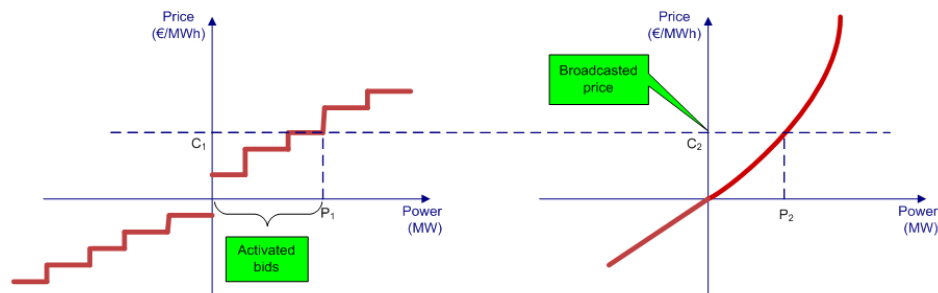 Price
(€/MWh)
C1
P1
Power
(MW)
Activated
bids
Price
(€/MWh)
Broadcasted
price
C2
P2
Power
(MW)